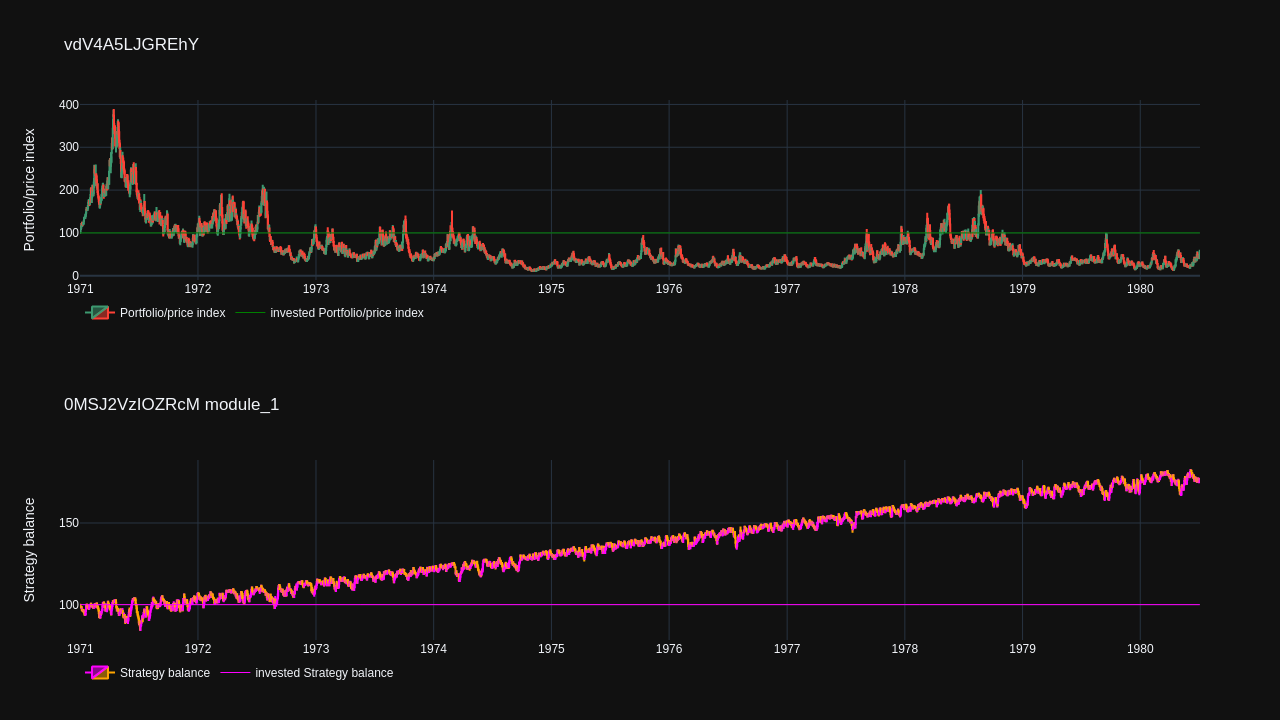 vdV4A5LJGREhY
Portfolio/price index
400
300
200
100
0
1971 1972 1973 1974 1975 1976 1977 1978 1979 1980
Portfolio/price index invested Portfolio/price index
0MSJ2VzIOZRcM module_1
Strategy balance
150
100
1971 1972 1973 1974 1975 1976 1977 1978 1979 1980
Strategy balance invested Strategy balance